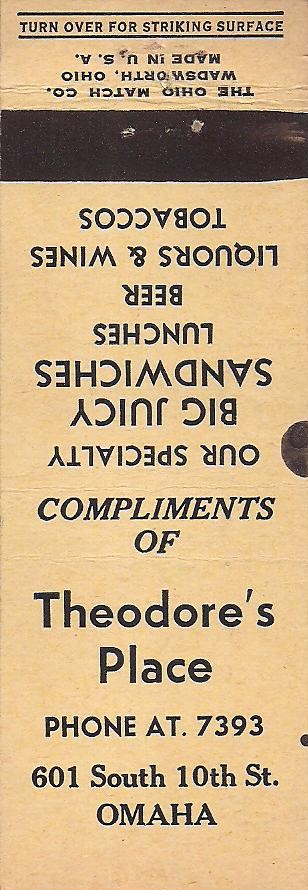 TURN OVER FOR STRIKING SURFACE
THE OHIO MATCH CO.
WADSWORTH, OHIO
MADE IN U. S. A.
OUR SPECIALTY
BIG JUICY
SANDWICHES
LUNCHES
BEER
LIQUORS & WINES
TOBACCOS
COMPLIMENTS
OF
Theodore's
Place
PHONE AT. 7393
601 South 10th St.
OMAHA